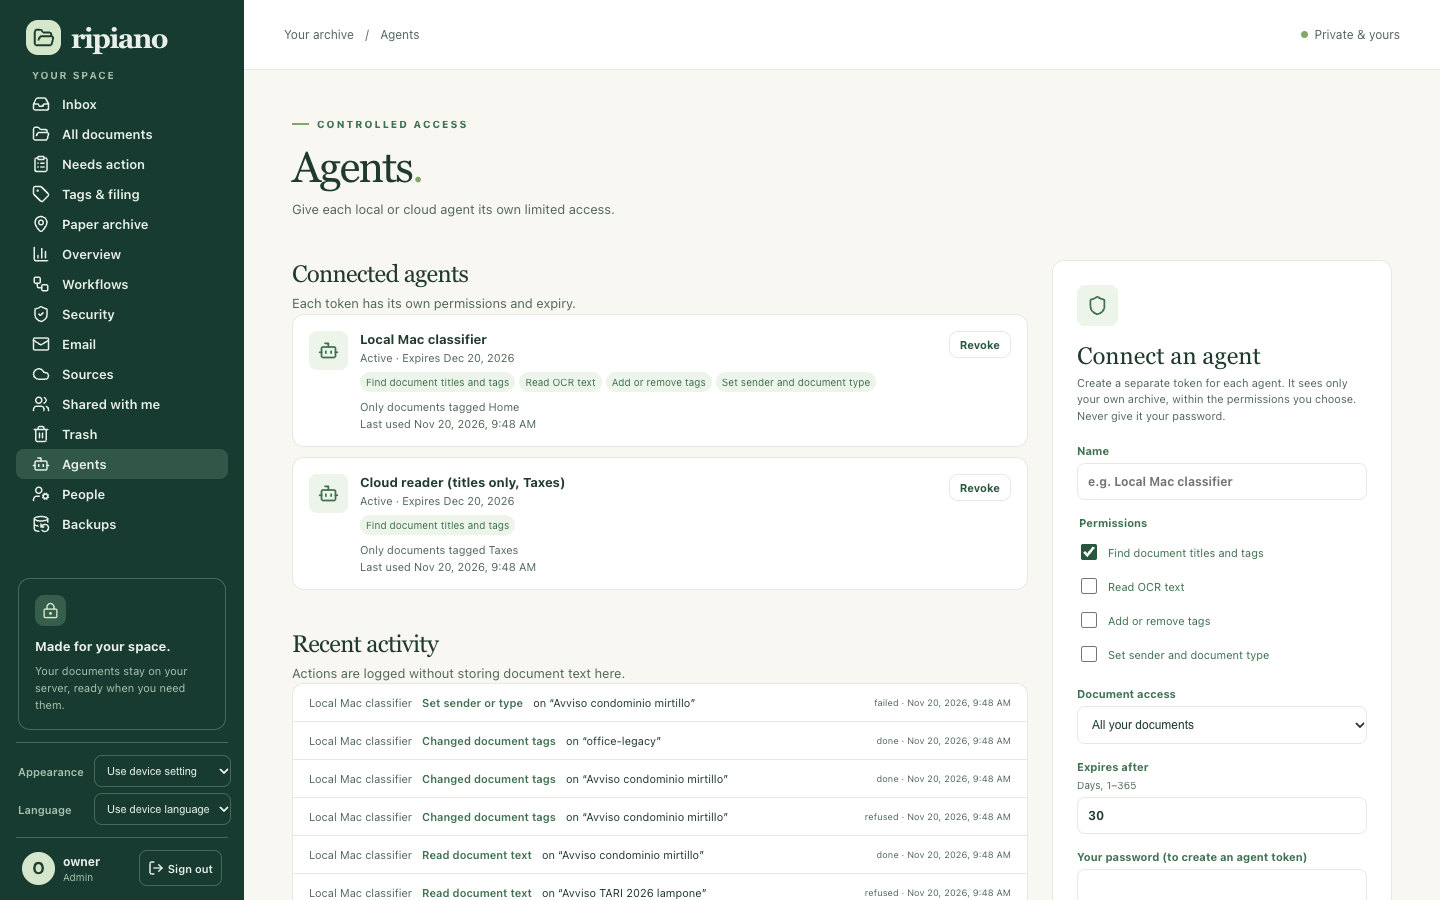 ripiano
YOUR SPACE
Inbox
All documents
Needs action
Tags & filing
Paper archive
Overview
Workflows
Security
Email
Sources
Shared with me
Trash
Agents
People
Backups
Made for your space.
Your documents stay on your
server, ready when you need
them.
Appearance Use device setting
Language Use device language
O owner
Admin
Sign out
Your archive / Agents
Private & yours
CONTROLLED ACCESS
Agents.
Give each local or cloud agent its own limited access.
Connected agents
Each token has its own permissions and expiry.
Local Mac classifier
Active · Expires Dec 20, 2026
Find document titles and tags Read OCR text Add or remove tags Set sender and document type
Only documents tagged Home
Last used Nov 20, 2026, 9:48 AM
Revoke
Cloud reader (titles only, Taxes)
Active · Expires Dec 20, 2026
Find document titles and tags
Only documents tagged Taxes
Last used Nov 20, 2026, 9:48 AM
Revoke
Recent activity
Actions are logged without storing document text here.
Local Mac classifier Set sender or type on “Avviso condominio mirtillo” failed · Nov 20, 2026, 9:48 AM
Local Mac classifier Changed document tags on “office-legacy” done · Nov 20, 2026, 9:48 AM
Local Mac classifier Changed document tags on “Avviso condominio mirtillo” done · Nov 20, 2026, 9:48 AM
Local Mac classifier Changed document tags on “Avviso condominio mirtillo” refused · Nov 20, 2026, 9:48 AM
Local Mac classifier Read document text on “Avviso condominio mirtillo” done · Nov 20, 2026, 9:48 AM
Local Mac classifier Read document text on “Avviso TARI 2026 lampone” refused · Nov 20, 2026, 9:48 AM
Connect an agent
Create a separate token for each agent. It sees only
your own archive, within the permissions you choose.
Never give it your password.
Name
e.g. Local Mac classifier
Permissions
Find document titles and tags
Read OCR text
Add or remove tags
Set sender and document type
Document access
All your documents
Expires after
Days, 1–365
30
Your password (to create an agent token)